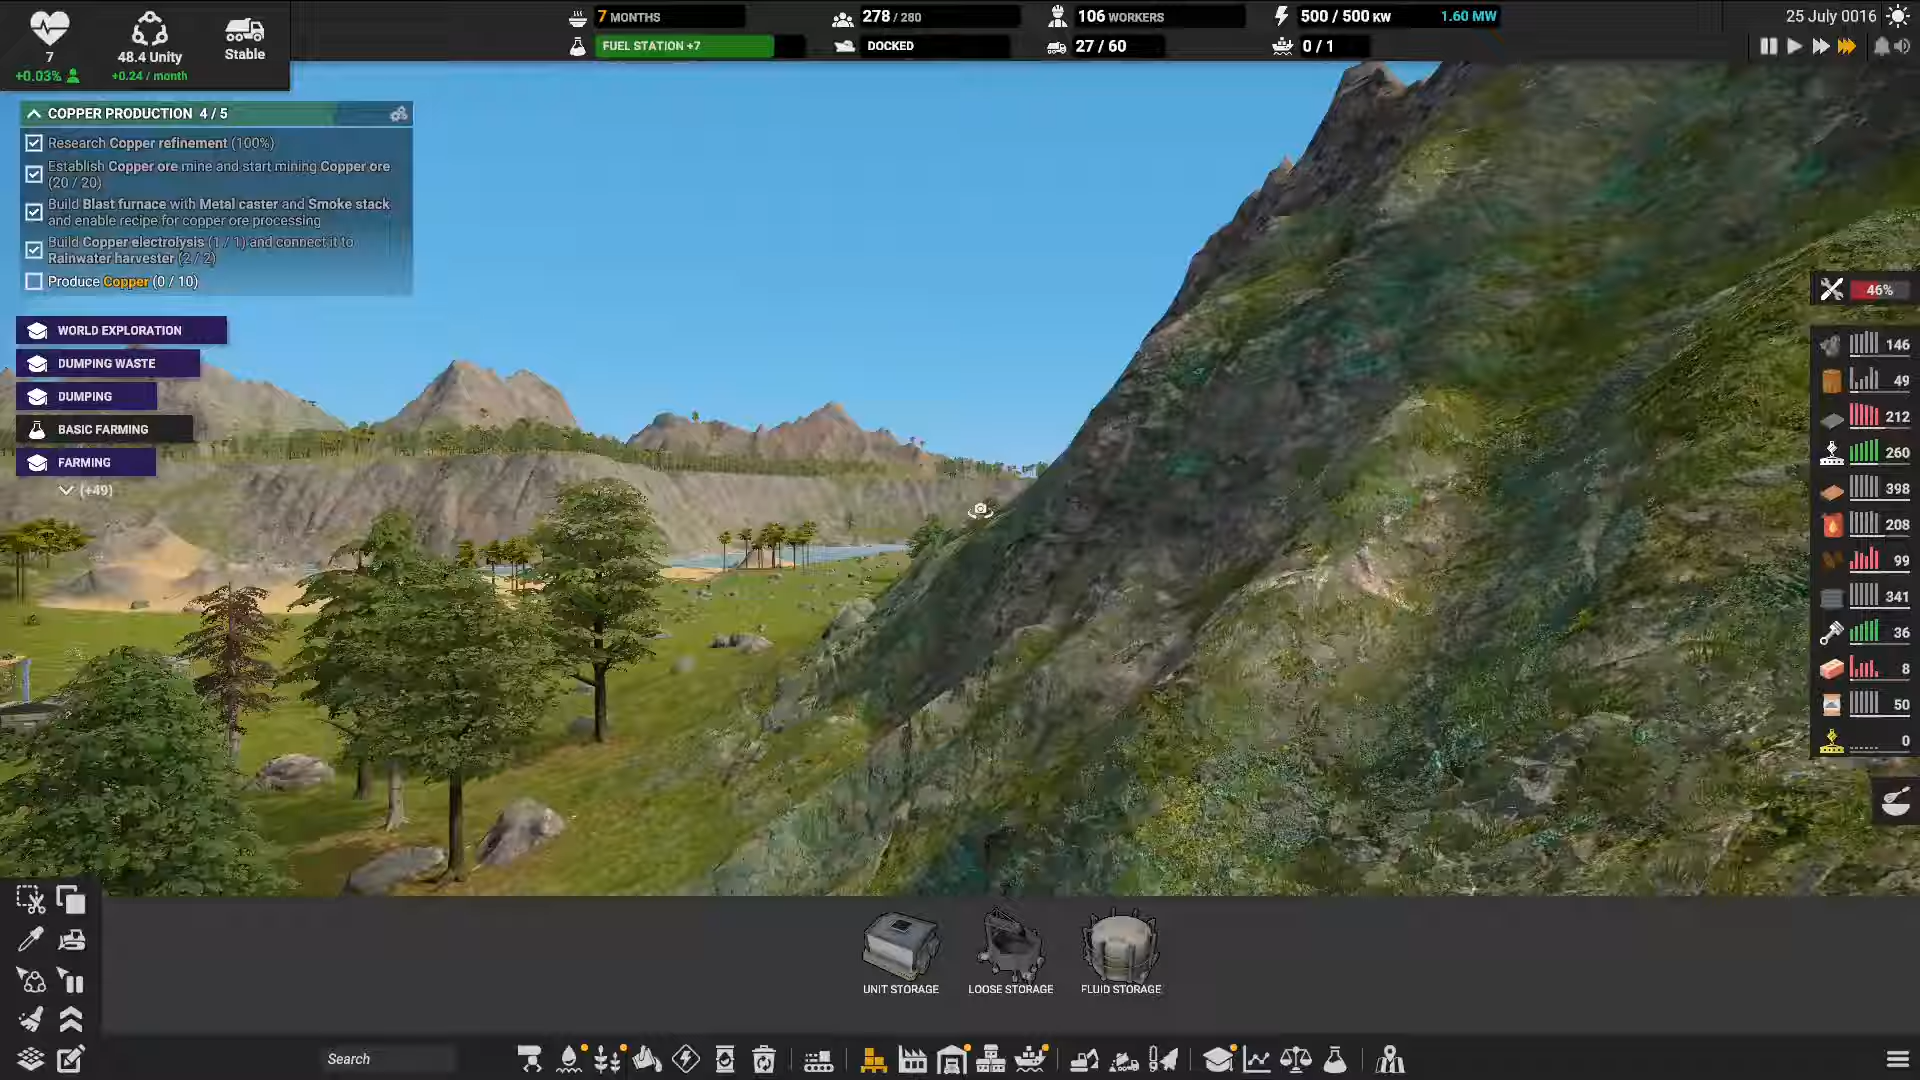 7 MONTHS
278 / 280
106 WORKERS
500 / 500 KW
1.60 MW
25 July 0016
7
48.4 Unity
Stable
+0.03%
+0.24 / month
FUEL STATION +7
DOCKED
27 / 60
0 / 1
COPPER PRODUCTION 4 / 5
Research Copper refinement (100%)
Establish Copper ore mine and start mining Copper ore
(20 / 20)
Build Blast furnace with Metal caster and Smoke stack
and enable recipe for copper ore processing
Build Copper electrolysis (1 / 1) and connect it to
Rainwater harvester (2 / 2)
Produce Copper (0 / 10)
WORLD EXPLORATION
DUMPING WASTE
DUMPING
BASIC FARMING
FARMING
(+49)
46%
146
49
212
260
398
208
99
341
36
8
50
0
UNIT STORAGE
LOOSE STORAGE
FLUID STORAGE
Search